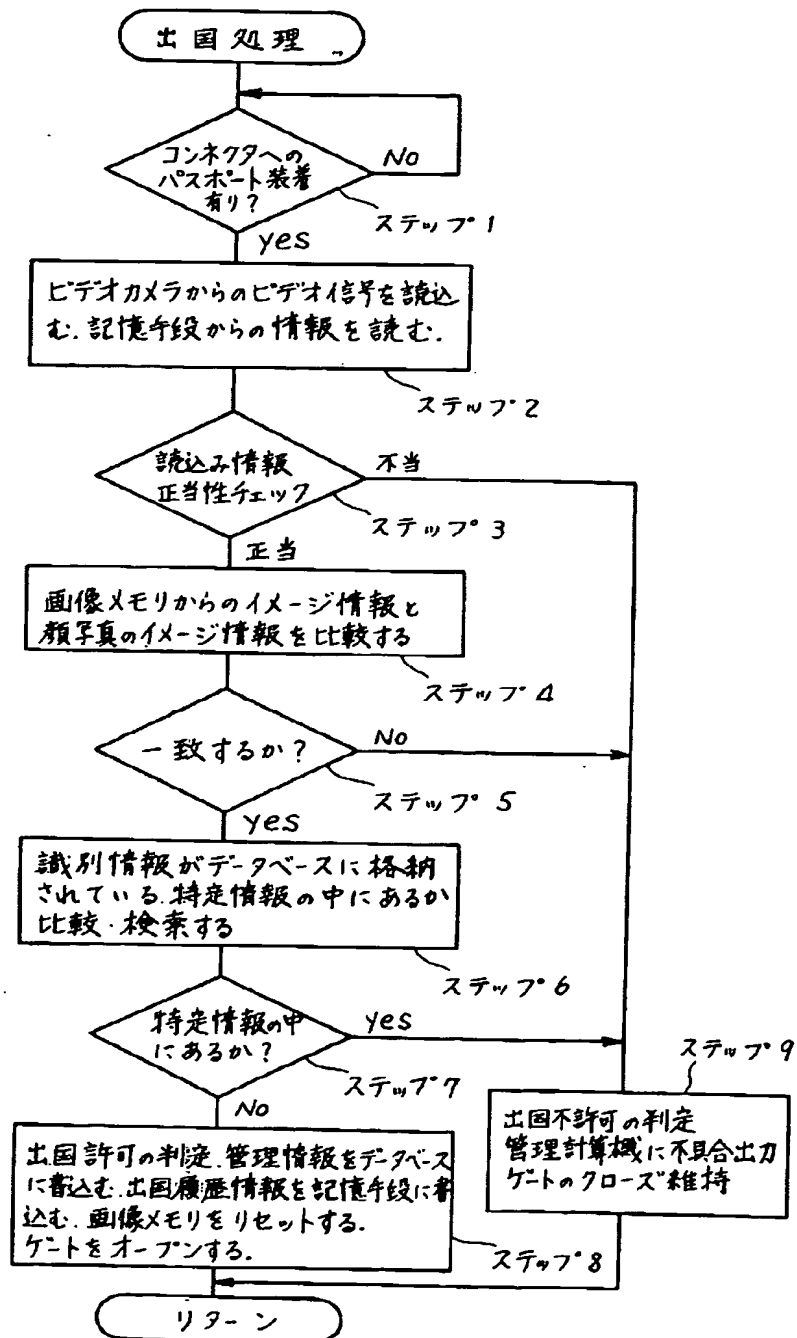 出国処理
コンネクタへの
パスポート装着
有り?
No
ステップ1
yes
ビデオカメラからのビデオ信号を読込
む.記憶手段からの情報を読む.
ステップ2
読込み情報
正当性チェック
不当
ステップ3
正当
画像メモリからのイメージ情報と
顔写真のイメージ情報を比較する
ステップ4
一致するか?
No
ステップ5
yes
識別情報がデータベースに格納
されている.特定情報の中にあるか
比較・検索する
ステップ6
特定情報の中
にあるか?
yes
ステップ7
No
ステップ9
出国不許可の判定
管理計算機に不具合出力
ゲートのクローズ維持
出国許可の判定.管理情報をデータベース
に書込む.出国履歴情報を記憶手段に書
込む.画像メモリをリセットする.
ゲートをオープンする.
ステップ8
リターン